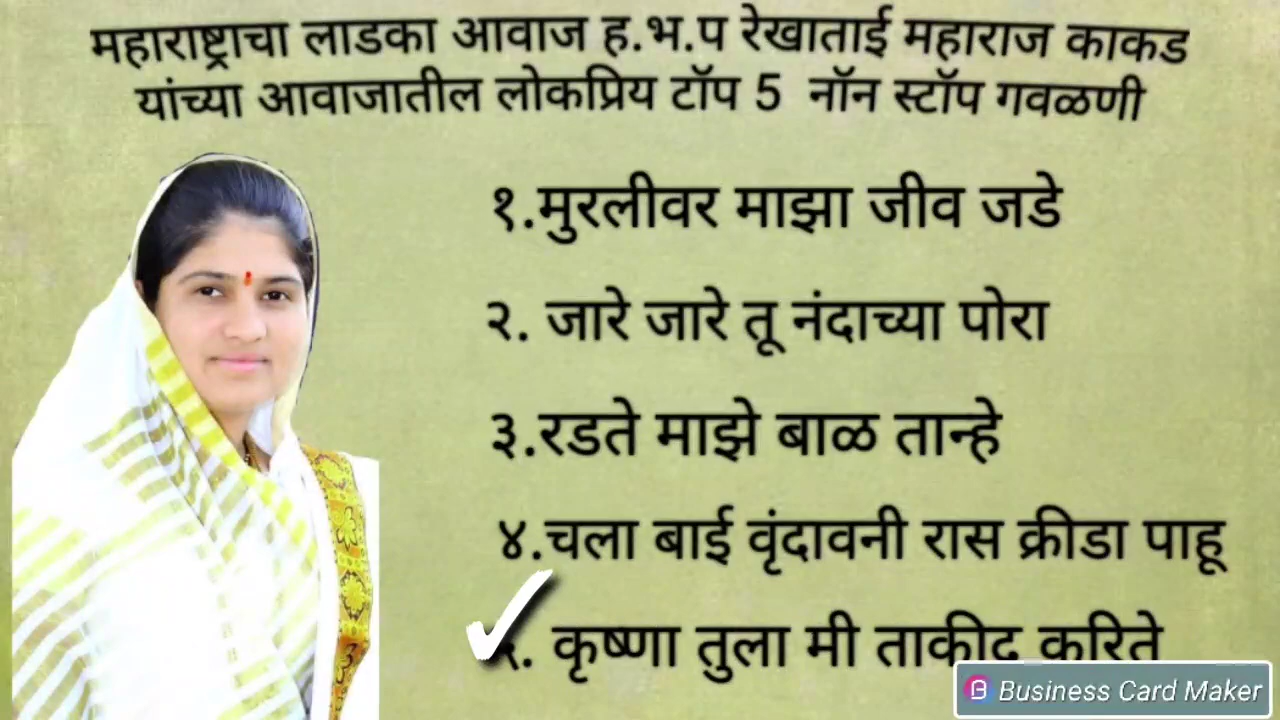 महाराष्ट्राचा लाडका आवाज ह.भ.प रेखाताई महाराज काकड
यांच्या आवाजातील लोकप्रिय टॉप 5 नॉन स्टॉप गवळणी
१.मुरलीवर माझा जीव जडे
२. जारे जारे तू नंदाच्या पोरा
३.रडते माझे बाळ तान्हे
४.चला बाई वृंदावनी रास क्रीडा पाहू
५. कृष्णा तुला मी ताकीद करिते
Business Card Maker